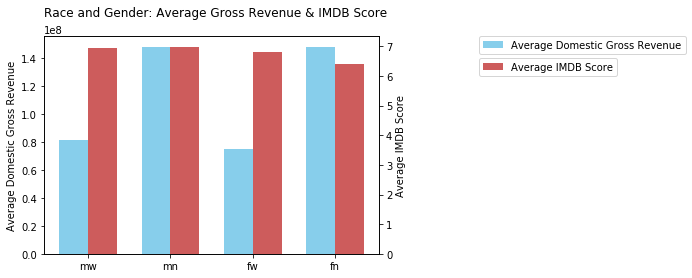 Race and Gender: Average Gross Revenue & IMDB Score
1e8
Average Domestic Gross Revenue
Average IMDB Score
Average Domestic Gross Revenue
1.4
1.2
1.0
0.8
0.6
0.4
0.2
0.0
7
6
5
4
3
2
1
0
Average IMDB Score
mw mn fw fn